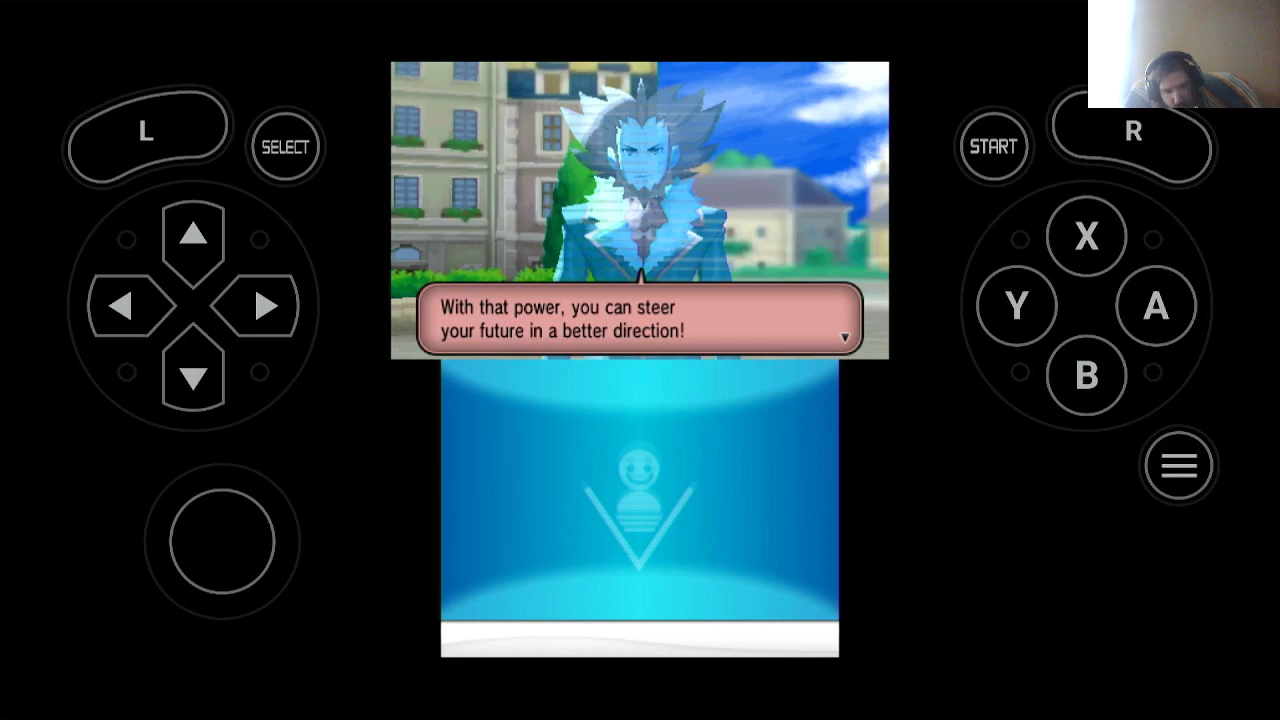 L
SELECT
START
R
X
Y
A
B
With that power, you can steer
your future in a better direction!